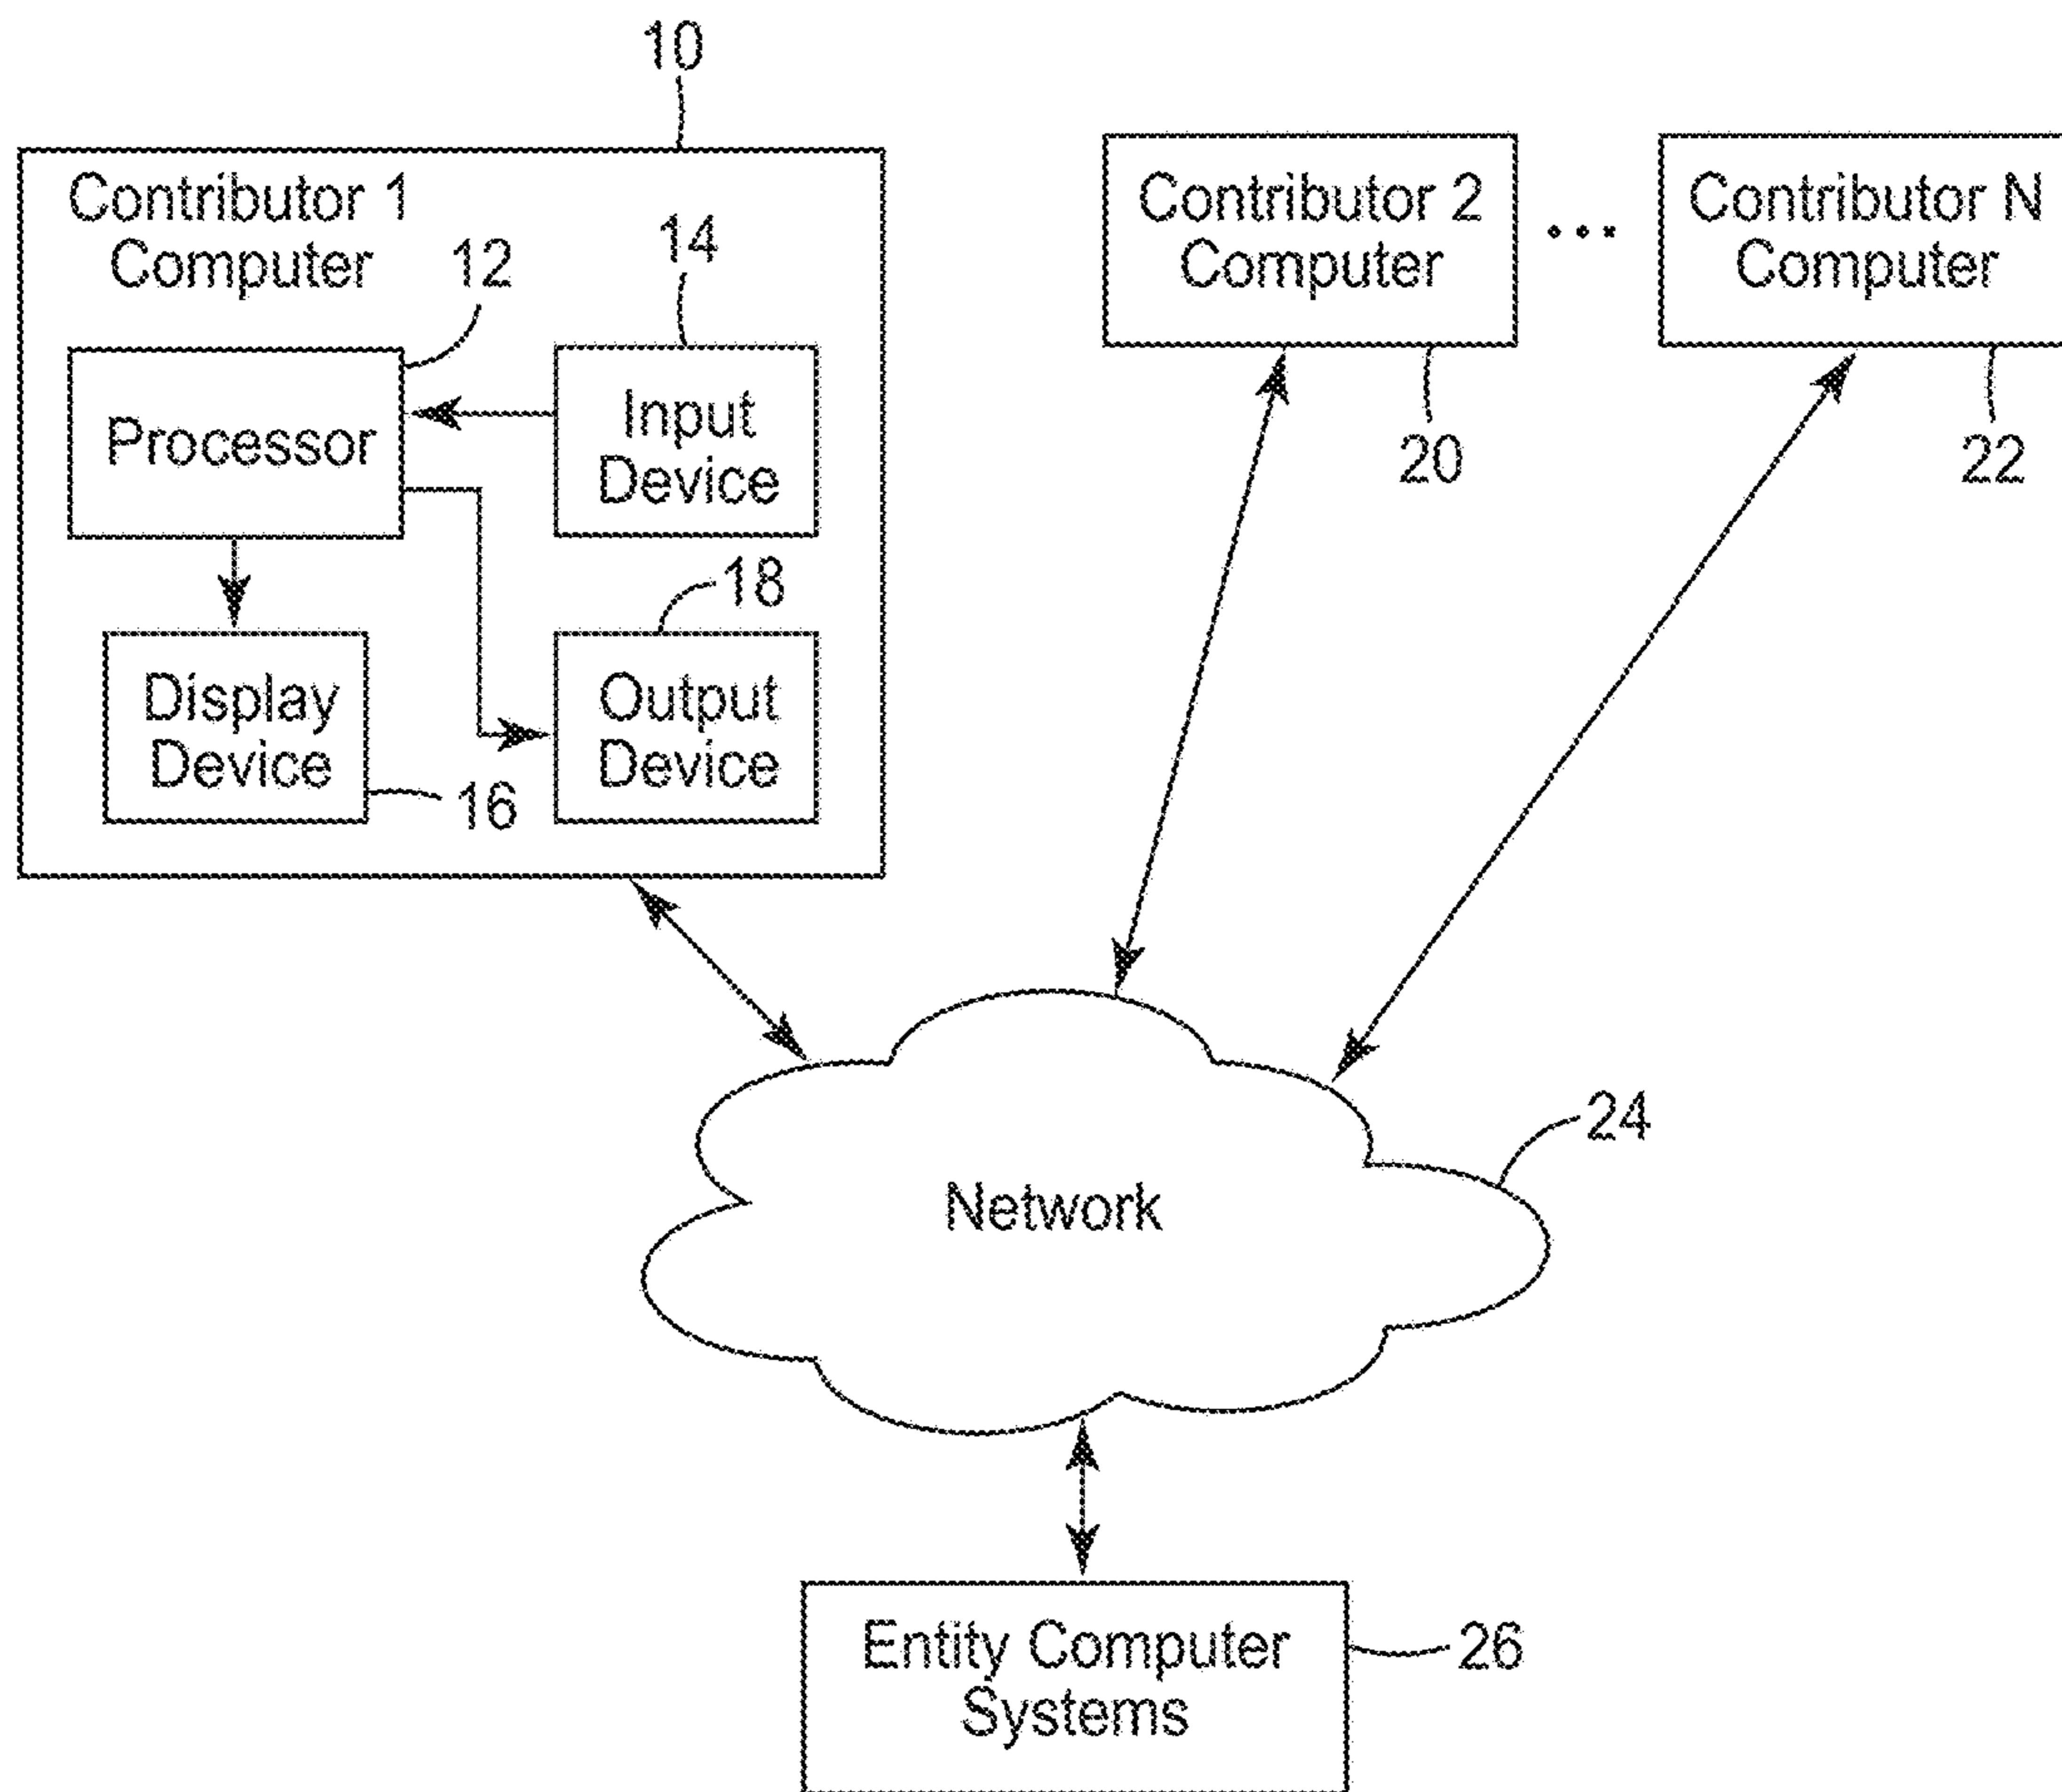 10
Contributor 1
Computer
12
14
Processor
Input
Device
18
Display
Device
16
Output
Device
Contributor 2
Computer
20
...
Contributor N
Computer
22
Network
24
Entity Computer
Systems
26